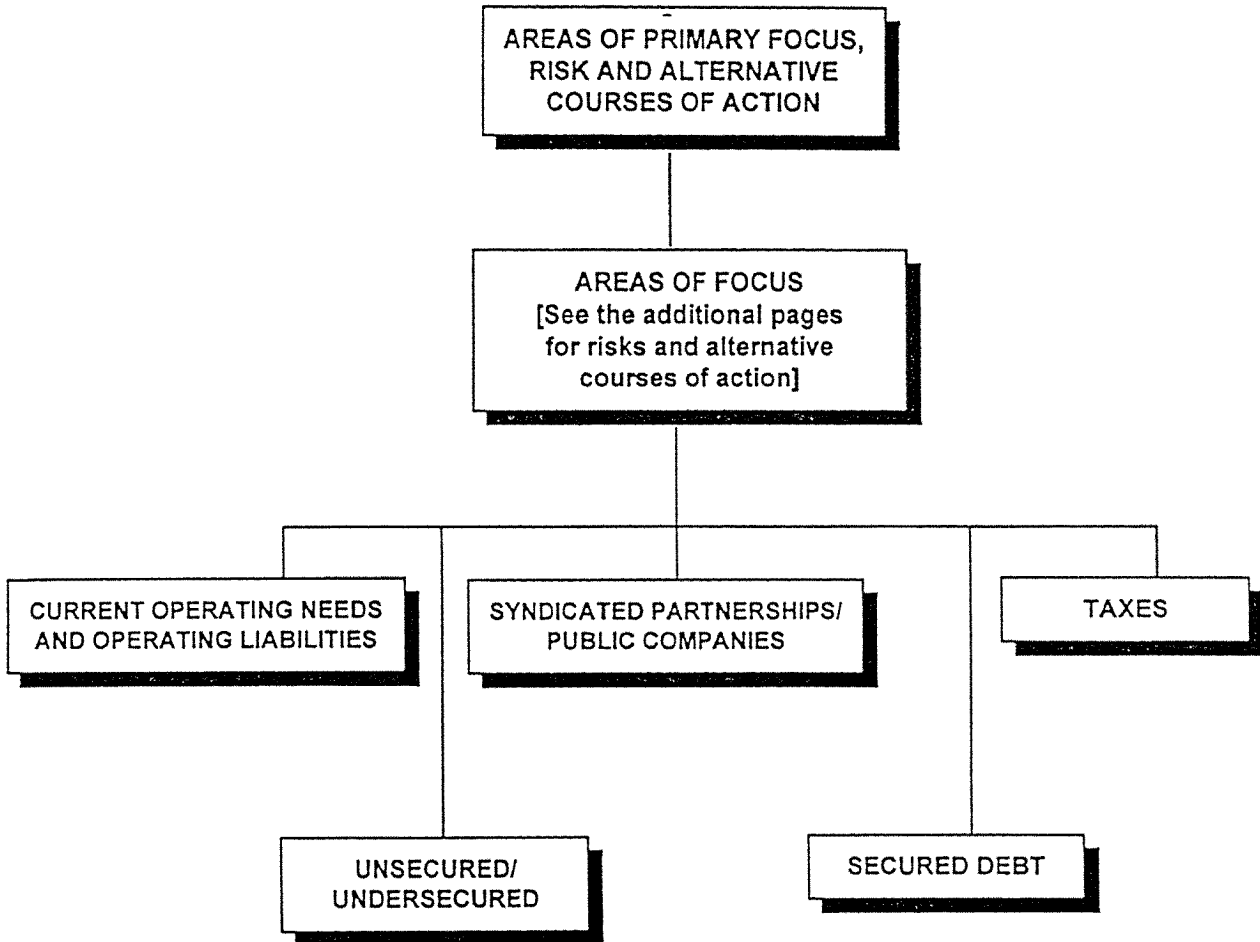 AREAS OF PRIMARY FOCUS,
RISK AND ALTERNATIVE
COURSES OF ACTION
AREAS OF FOCUS
[See the additional pages
for risks and alternative
courses of action]
CURRENT OPERATING NEEDS
AND OPERATING LIABILITIES
SYNDICATED PARTNERSHIPS/
PUBLIC COMPANIES
TAXES
UNSECURED/
UNDERSECURED
SECURED DEBT